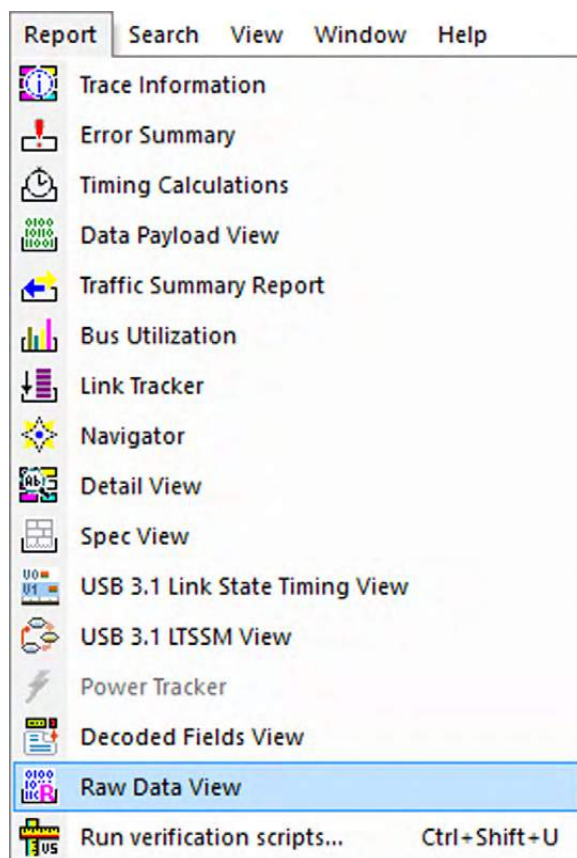 Report Search View Window Help
Trace Information
Error Summary
Timing Calculations
Data Payload View
Traffic Summary Report
Bus Utilization
Link Tracker
Navigator
Detail View
Spec View
USB 3.1 Link State Timing View
USB 3.1 LTSSM View
Power Tracker
Decoded Fields View
Raw Data View
Run verification scripts... Ctrl+Shift+U